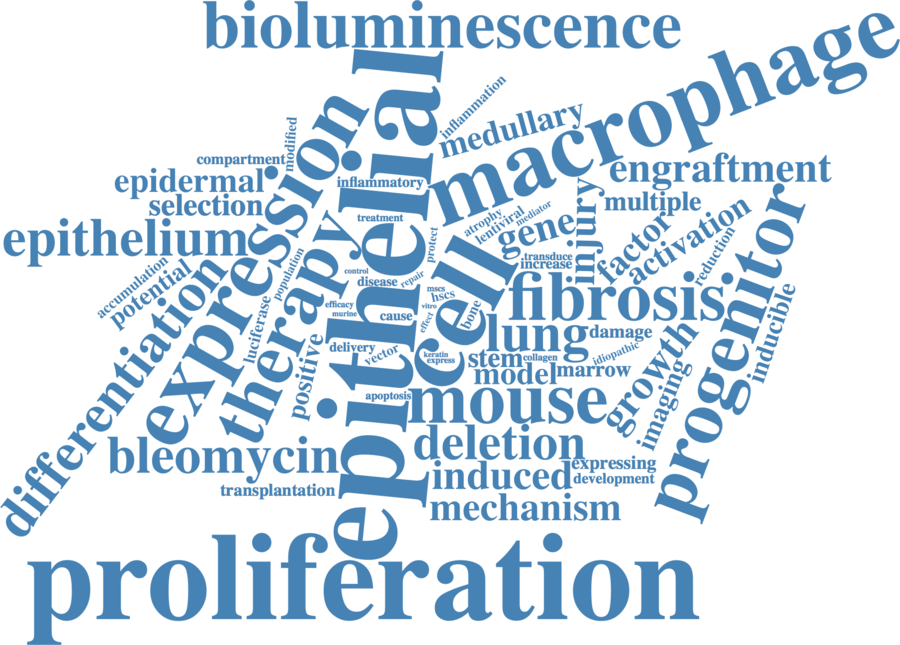 bioluminescence
macrophage
epithelial
inflammation
medullary
modified
compartment
expression
engraftment
epidermal
inflammatory
selection
multiple
injury
treatment
atrophy
lentiviral
mediator
gene
factor
activation
epithelium
therapy
protect
cell
transduce
increase
reduction
progenitor
accumulation
potential
population
control
disease
repair
fibrosis
inducible
differentiation
luciferase
efficacy
murine
cause
mscs
hscs
vitro
effect
bone
lung
damage
positive
delivery
vector
keratin
express
stem
collagen
idiopathic
model
marrow
growth
imaging
apoptosis
mouse
bleomycin
deletion
induced
expressing
development
transplantation
mechanism
proliferation